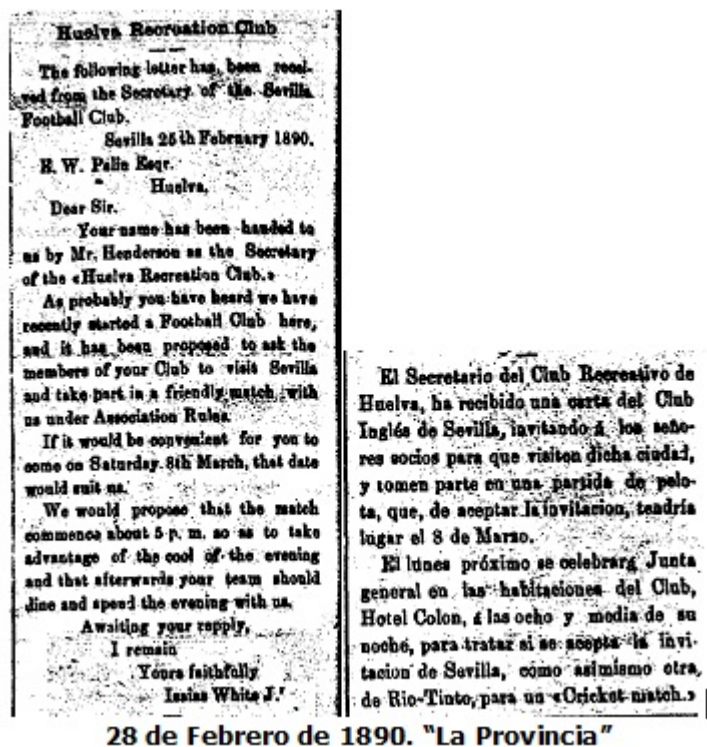 Huelva Recreation Club
The following letter has, been recei-
ved from the Secretary of the Sevilla
Football Club.
Sevilla 25th February 1890.
E. W. Palin Esqr.
Huelva.
Dear Sir.
Your name has been handed to
us by Mr. Henderson as the Secretary
of the «Huelva Recreation Club.»
As probably you have heard we have
recently started a Football Club here,
and it has been proposed to ask the
members of your Club to visit Sevilla
and take part in a friendly match with
us under Association Rules.
If it would be convenient for you to
come on Saturday 8th March, that date
would suit us.
We would propose that the match
commence about 5 p. m. so as to take
advantage of the cool of the evening
and that afterwards your team should
dine and spend the evening with us.
Awaiting your repply,
I remain
Yours faithfully
Isaias White J.r
El Secretario del Club Recreativo de
Huelva, ha recibido una carta del Club
Inglés de Sevilla, invitando á los seño-
res socios para que visiten dicha ciudad,
y tomen parte en una partida de pelo-
ta, que, de aceptar la invitacion, tendría
lugar el 8 de Marzo.
El lunes próximo se celebrará Junta
general en las habitaciones del Club,
Hotel Colon, á las ocho y media de su
noche, para tratar si se acepta la invi-
tacion de Sevilla, como asimismo otra
de Rio-Tinto, para un «Cricket match.»
28 de Febrero de 1890. "La Provincia"